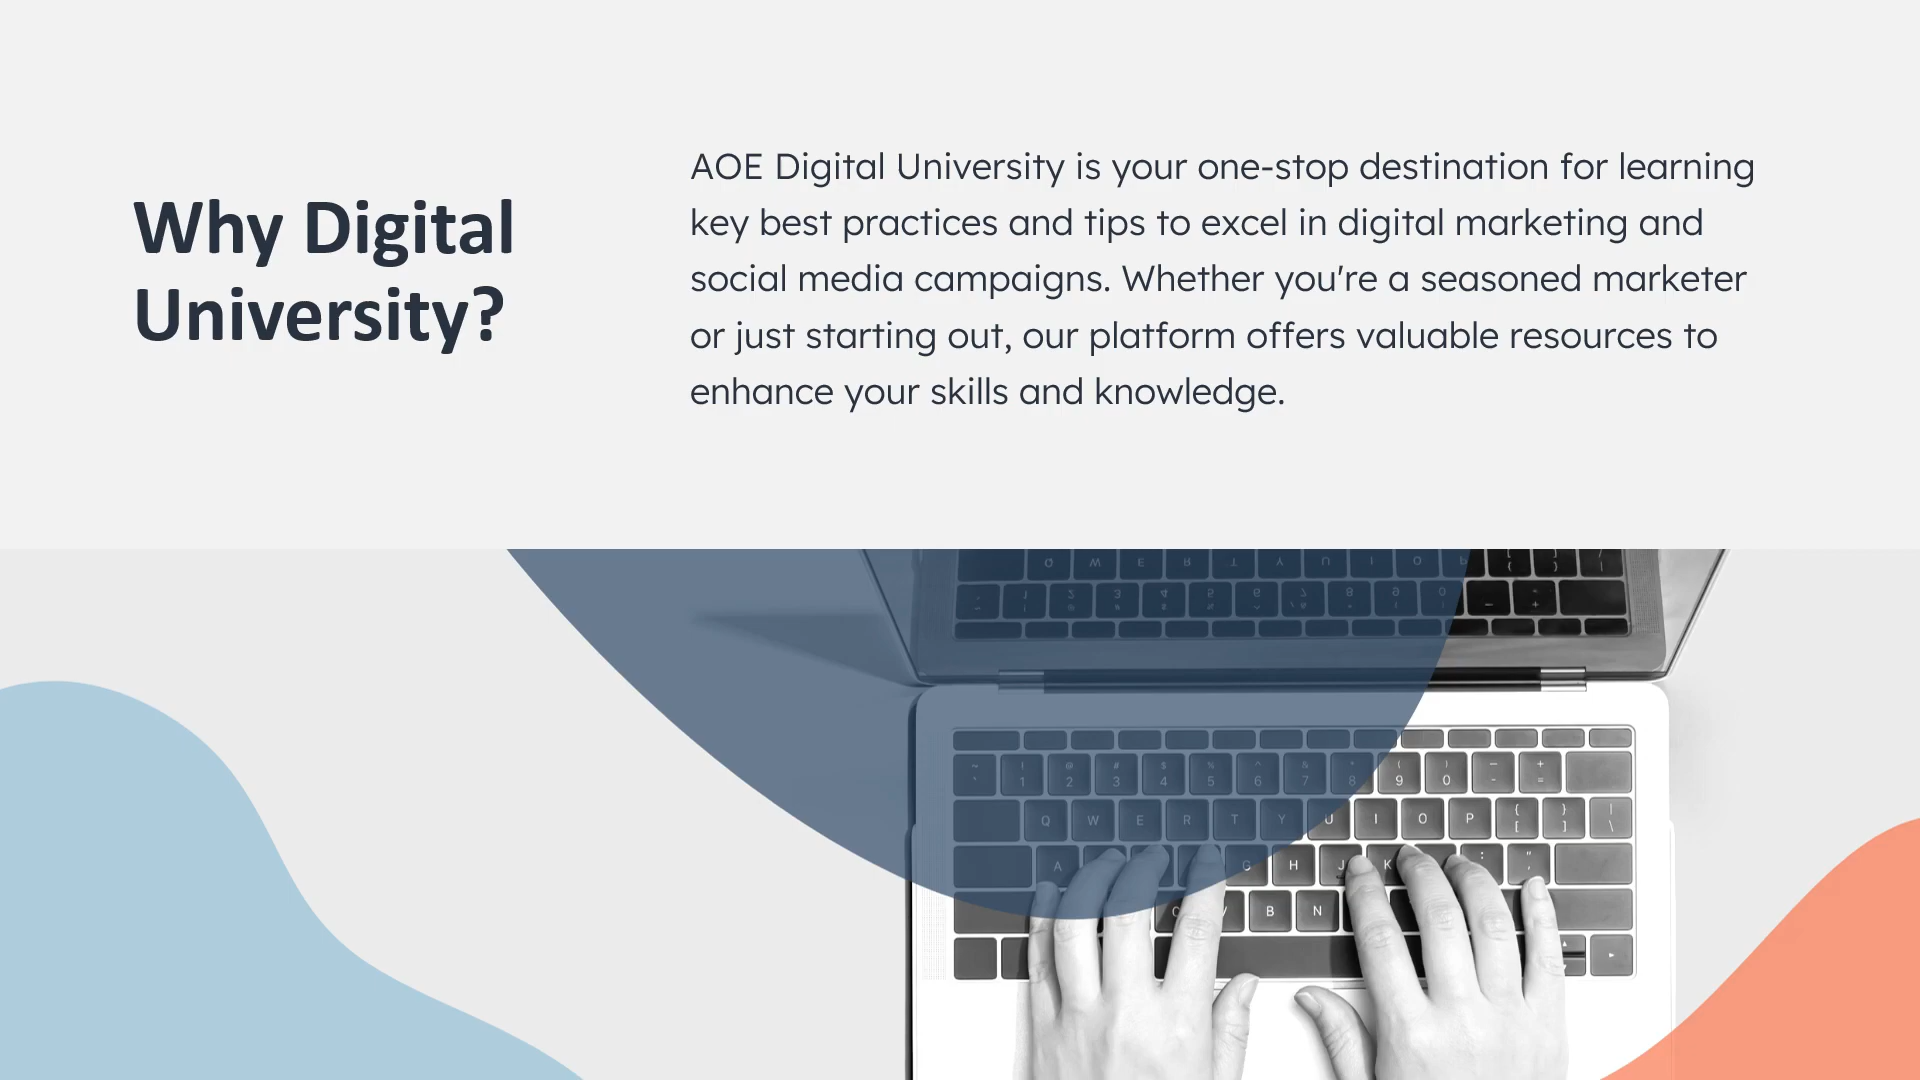 Why Digital
University?
AOE Digital University is your one-stop destination for learning
key best practices and tips to excel in digital marketing and
social media campaigns. Whether you're a seasoned marketer
or just starting out, our platform offers valuable resources to
enhance your skills and knowledge.